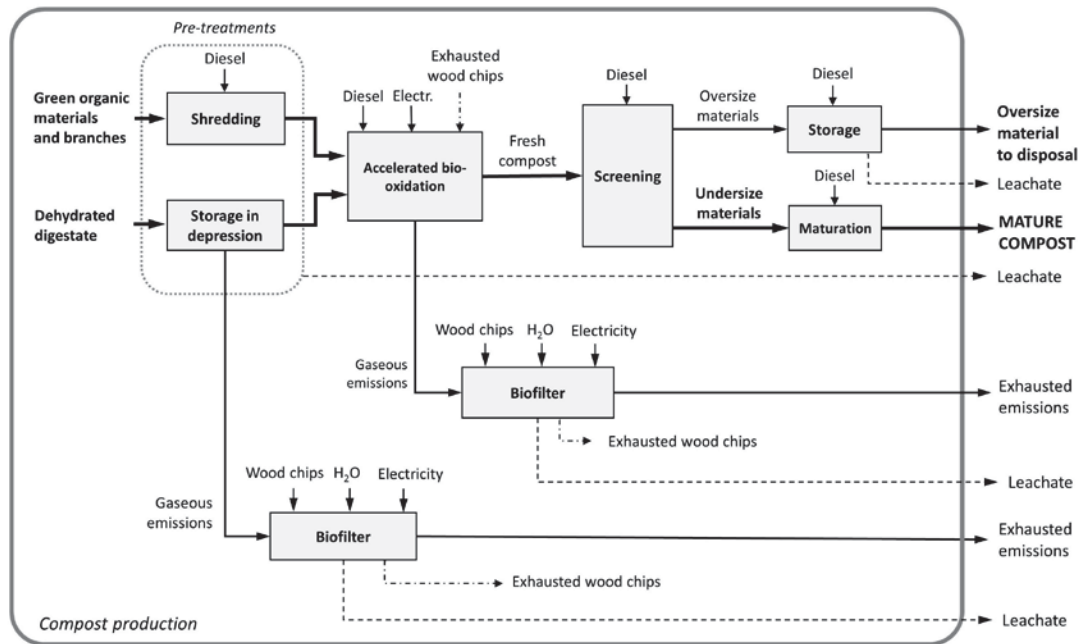 Pre-treatments
Diesel
Green organic
materials
and branches
Shredding
Dehydrated
digestate
Storage in
depression
Diesel
Electr.
Exhausted
wood chips
Accelerated bio-
oxidation
Fresh
compost
Diesel
Screening
Oversize
materials
Diesel
Storage
Oversize
material
to disposal
Leachate
Undersize
materials
Diesel
Maturation
MATURE
COMPOST
Leachate
Gaseous
emissions
Wood chips
H₂O
Electricity
Biofilter
Exhausted
emissions
Exhausted wood chips
Leachate
Gaseous
emissions
Wood chips
H₂O
Electricity
Biofilter
Exhausted
emissions
Exhausted wood chips
Leachate
Compost production